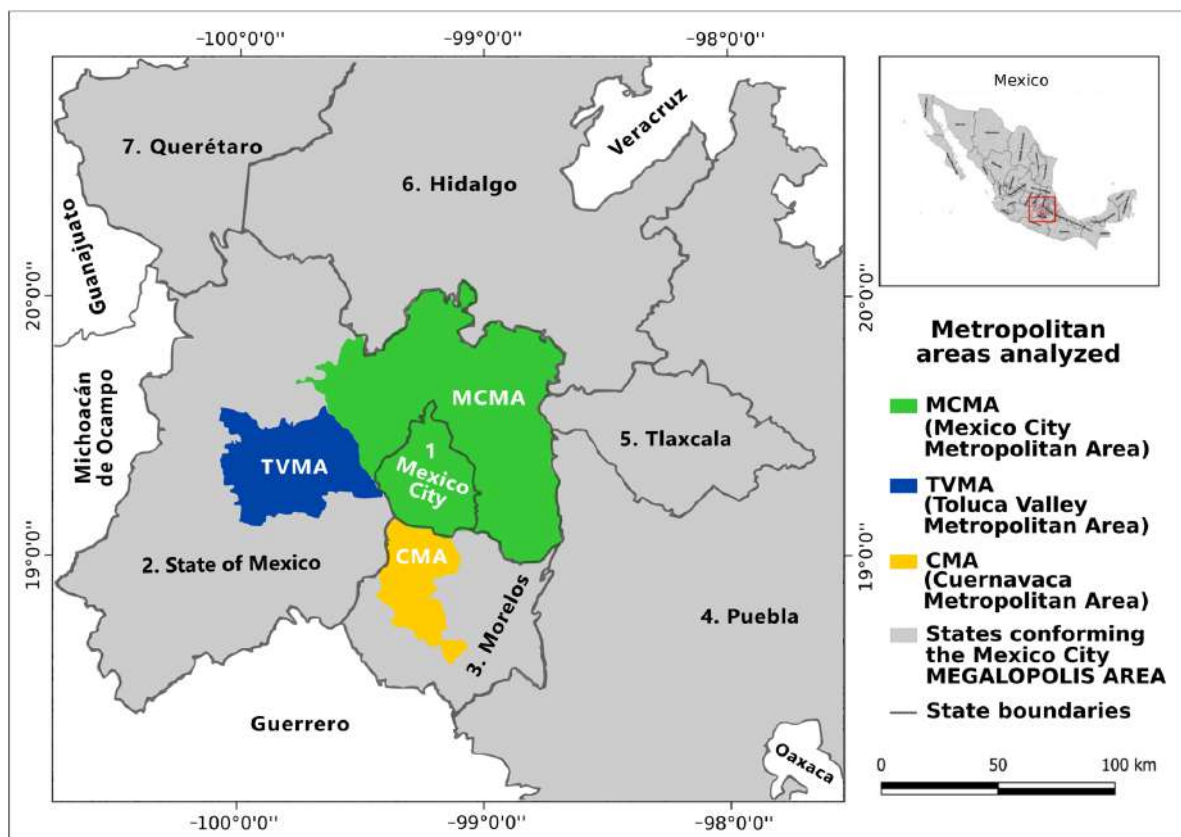 -100°0'0"
-99°0'0"
-98°0'0"
20°0'0"
19°0'0"
20°0'0"
19°0'0"
7. Querétaro
6. Hidalgo
Veracruz
Guanajuato
Michoacán
de Ocampo
MCMA
TVMA
1
Mexico
City
5. Tlaxcala
2. State of Mexico
CMA
3. Morelos
4. Puebla
Guerrero
Oaxaca
-100°0'0"
-99°0'0"
-98°0'0"
Mexico
Metropolitan
areas analyzed
MCMA
(Mexico City
Metropolitan Area)
TVMA
(Toluca Valley
Metropolitan Area)
CMA
(Cuernavaca
Metropolitan Area)
States conforming
the Mexico City
MEGALOPOLIS AREA
State boundaries
0 50 100 km